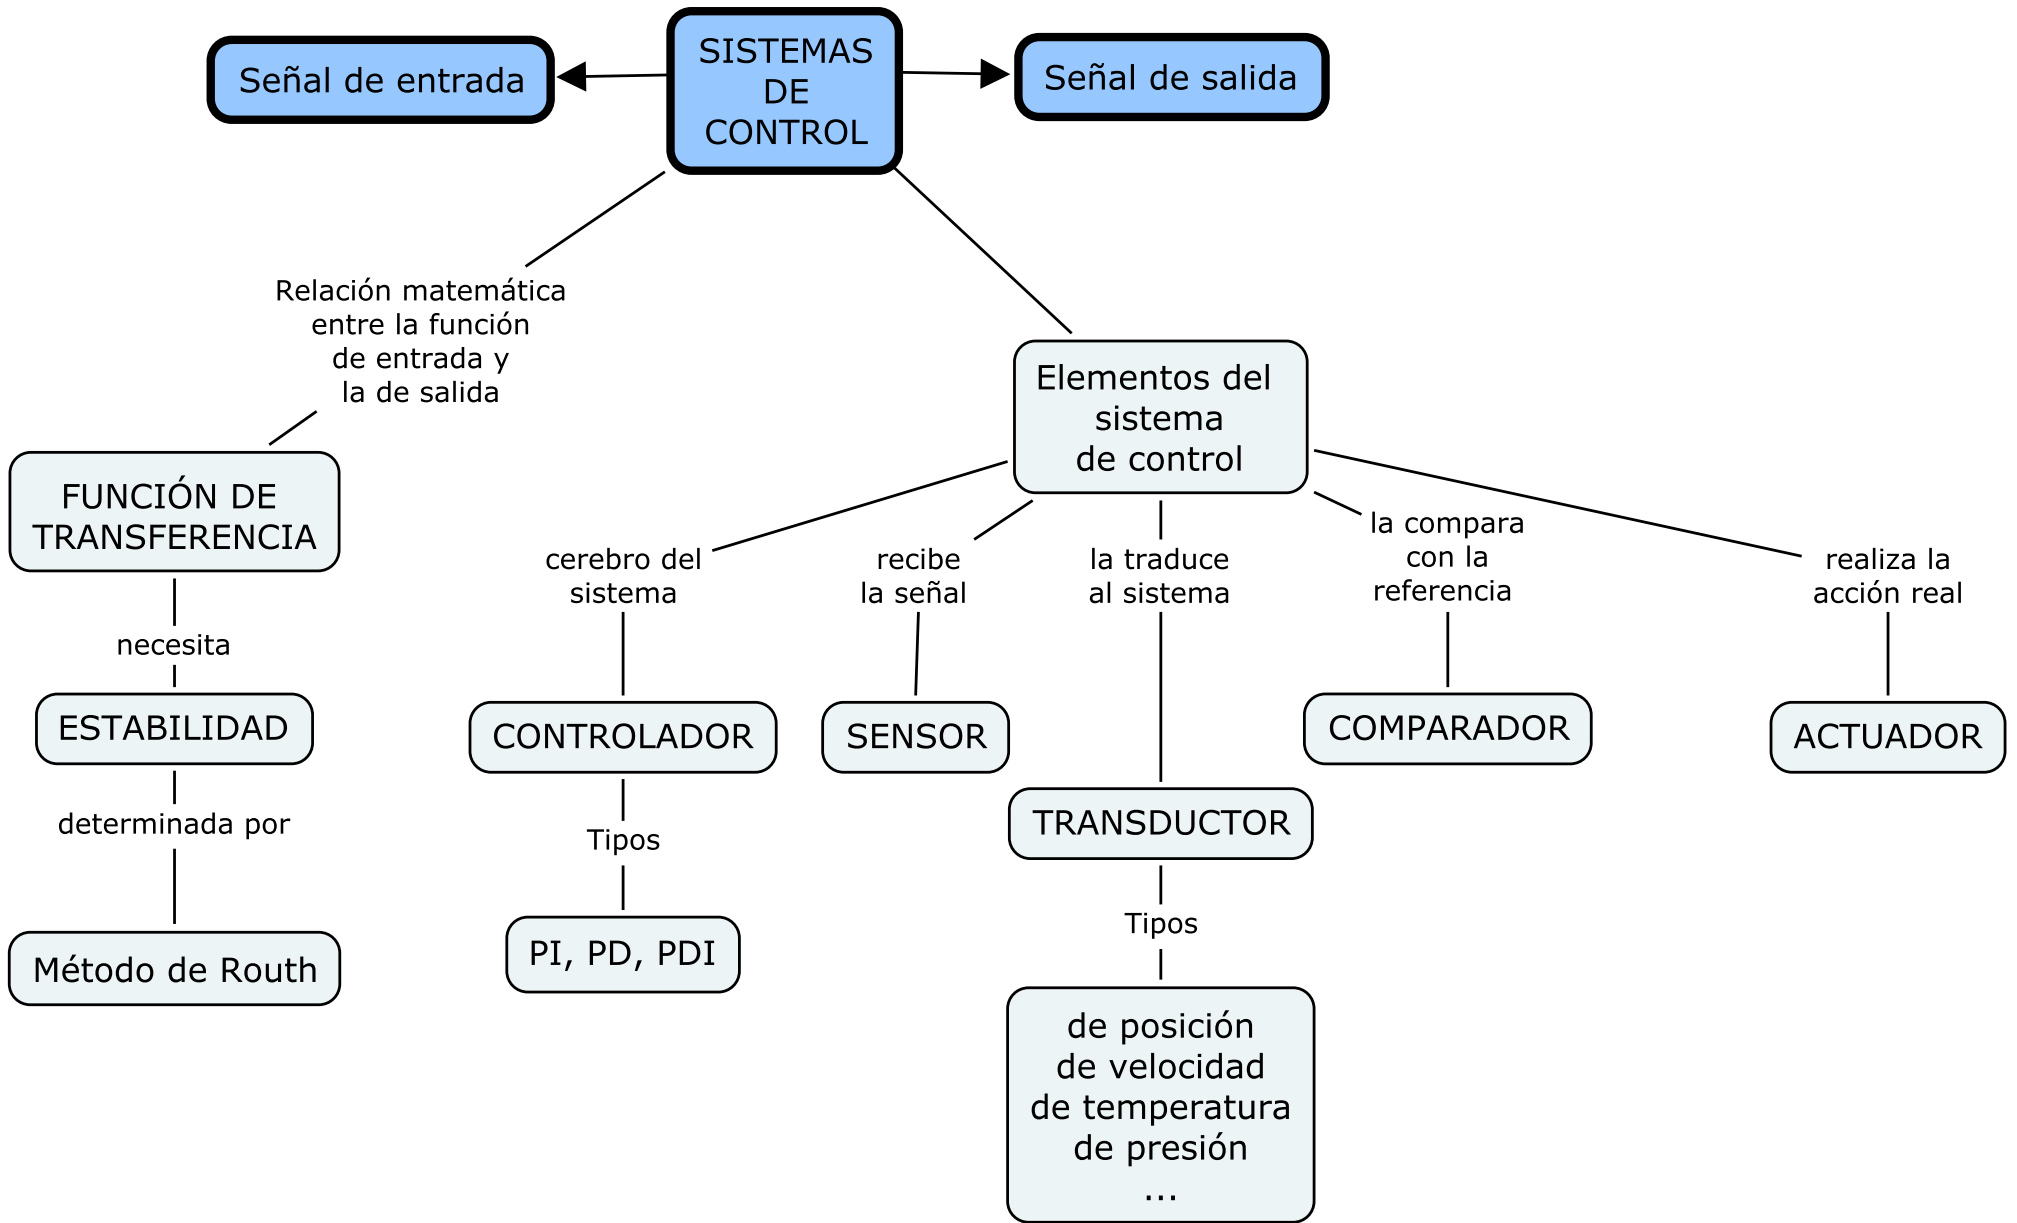 Señal de entrada
SISTEMAS
DE
CONTROL
Señal de salida
Relación matemática
entre la función
de entrada y
la de salida
Elementos del
sistema
de control
FUNCIÓN DE
TRANSFERENCIA
necesita
ESTABILIDAD
determinada por
Método de Routh
cerebro del
sistema
CONTROLADOR
Tipos
PI, PD, PDI
recibe
la señal
SENSOR
la traduce
al sistema
TRANSDUCTOR
Tipos
de posición
de velocidad
de temperatura
de presión
...
la compara
con la
referencia
COMPARADOR
realiza la
acción real
ACTUADOR